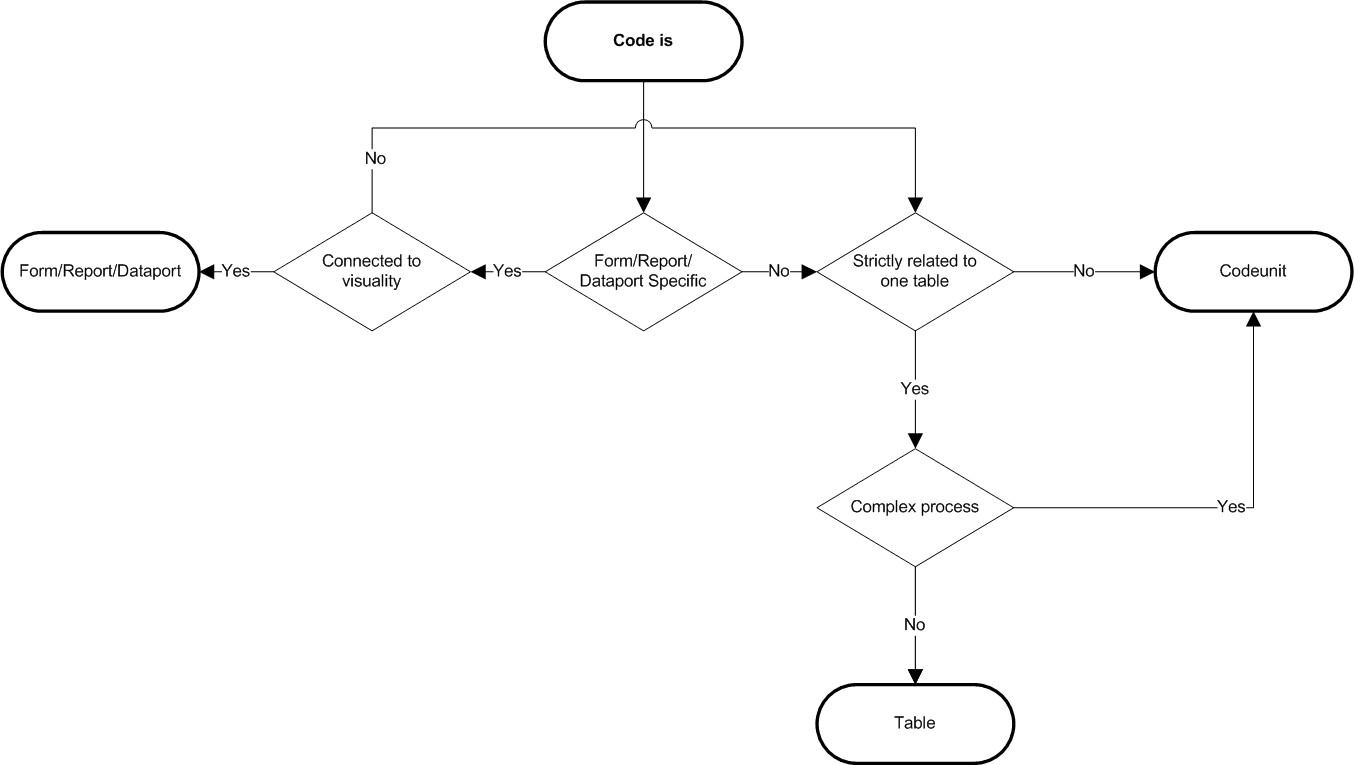 Code is
No
Form/Report/Dataport
Yes
Connected to
visuality
Yes
Form/Report/
Dataport Specific
No
Strictly related to
one table
No
Codeunit
Yes
Complex process
Yes
No
Table